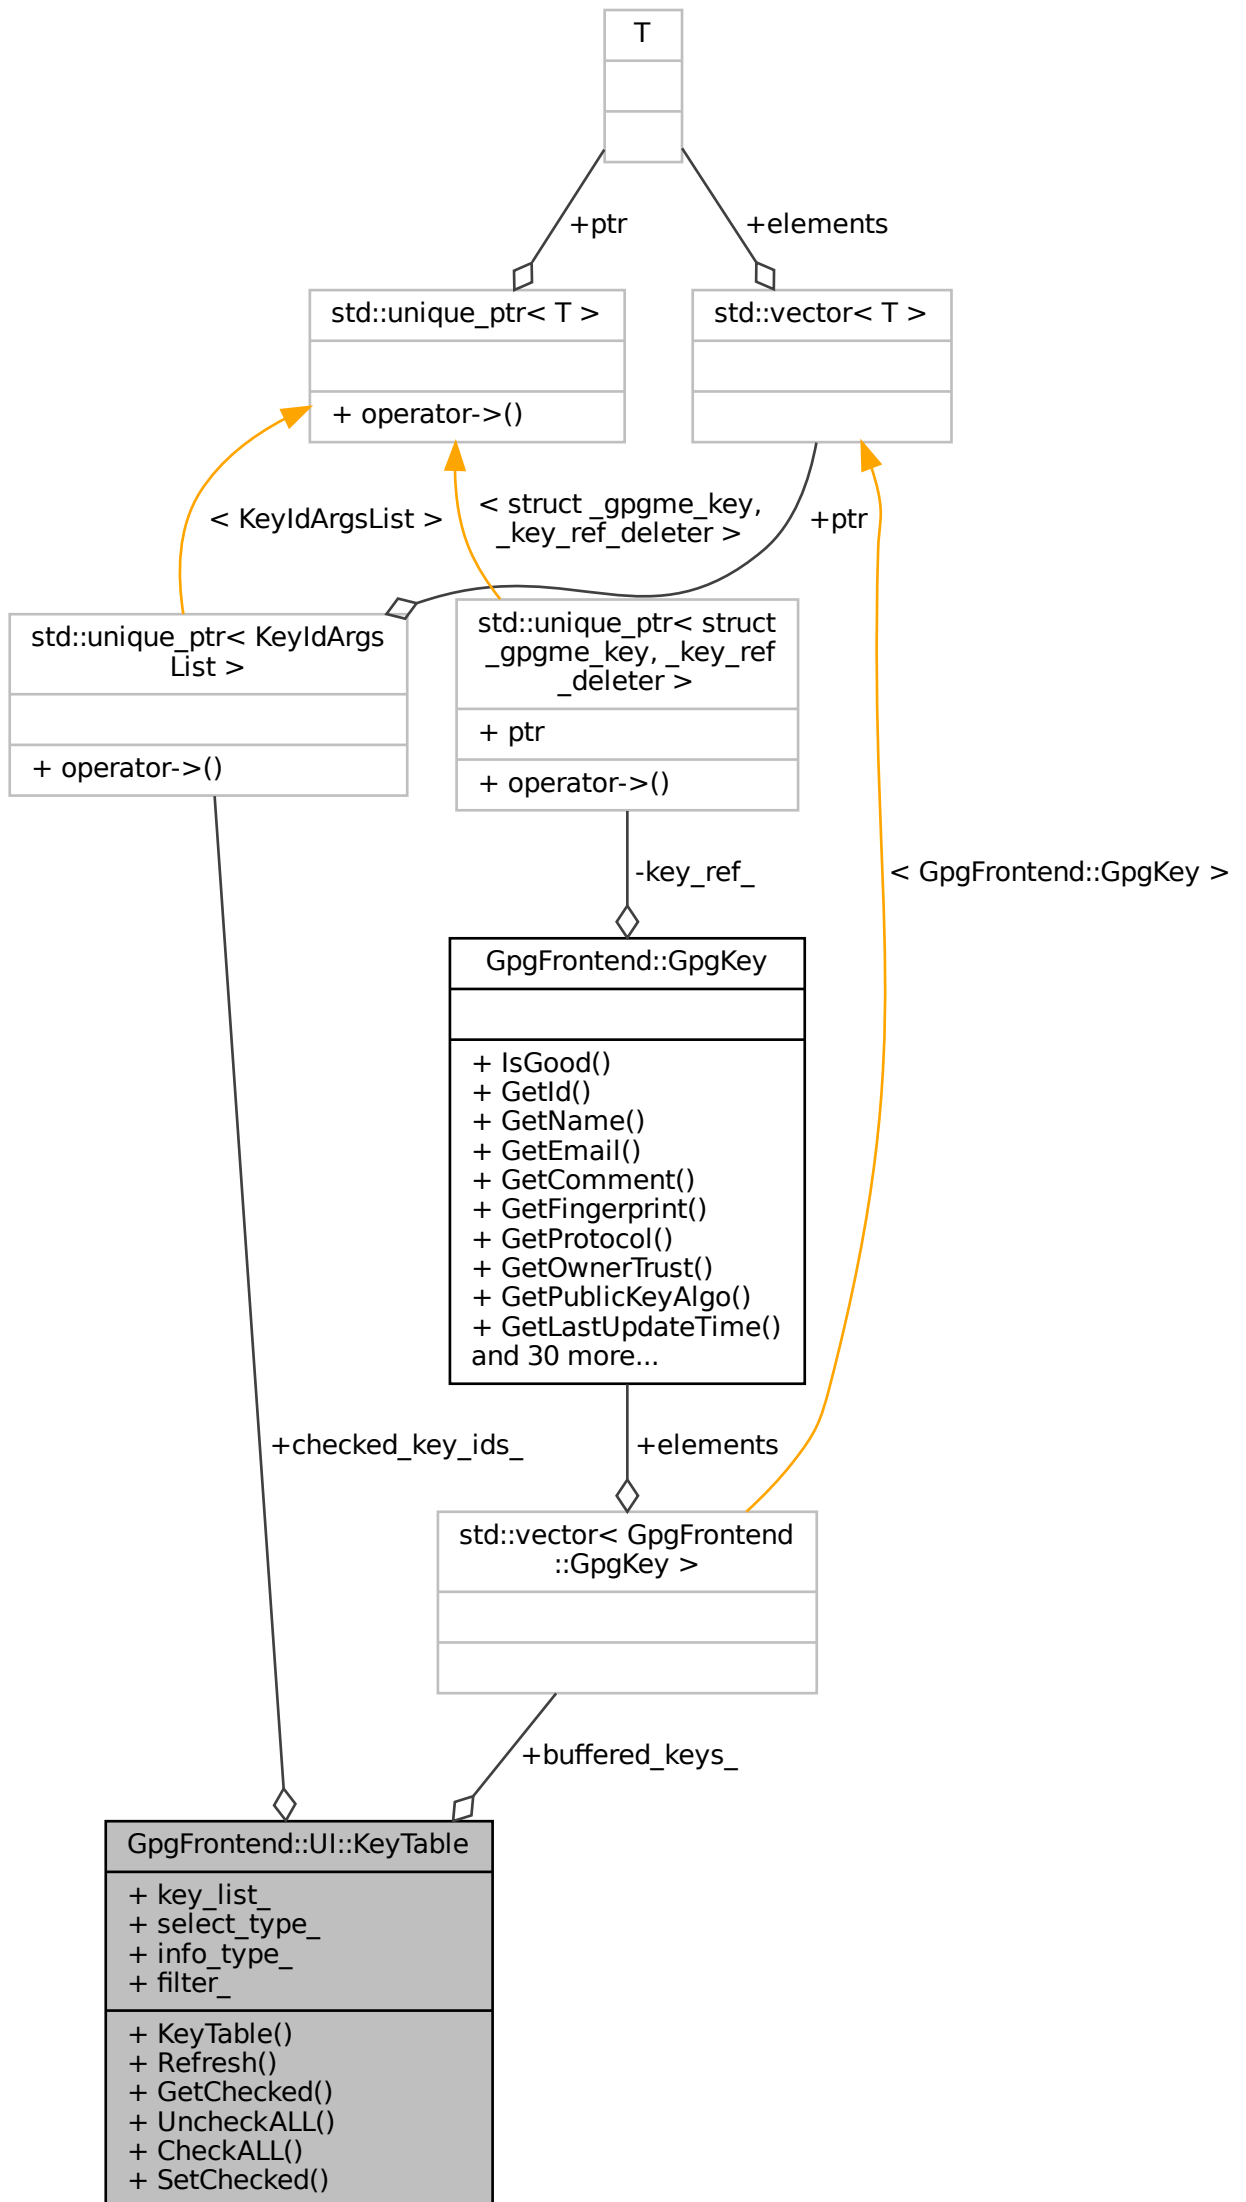 T
+ptr
+elements
std::unique_ptr< T >
+ operator->()
std::vector< T >
< KeyIdArgsList >
< struct _gpgme_key,
_key_ref_deleter >
+ptr
std::unique_ptr< KeyIdArgs
List >
+ operator->()
std::unique_ptr< struct
_gpgme_key, _key_ref
_deleter >
+ ptr
+ operator->()
-key_ref_
< GpgFrontend::GpgKey >
GpgFrontend::GpgKey
+ IsGood()
+ GetId()
+ GetName()
+ GetEmail()
+ GetComment()
+ GetFingerprint()
+ GetProtocol()
+ GetOwnerTrust()
+ GetPublicKeyAlgo()
+ GetLastUpdateTime()
and 30 more...
+checked_key_ids_
+elements
std::vector< GpgFrontend
::GpgKey >
+buffered_keys_
GpgFrontend::UI::KeyTable
+ key_list_
+ select_type_
+ info_type_
+ filter_
+ KeyTable()
+ Refresh()
+ GetChecked()
+ UncheckALL()
+ CheckALL()
+ SetChecked()